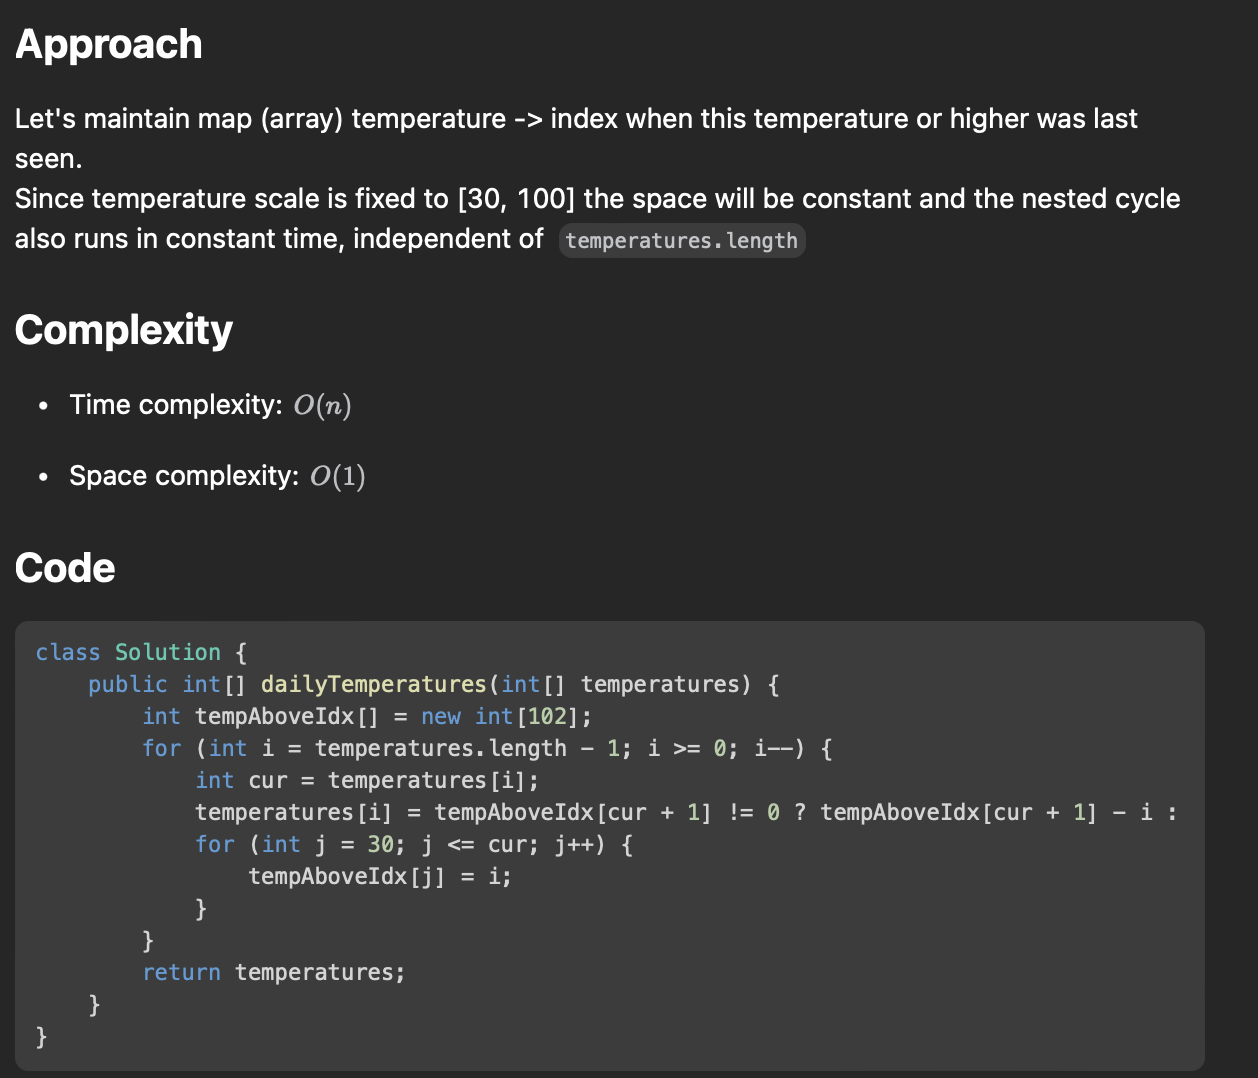 Approach
Let's maintain map (array) temperature -> index when this temperature or higher was last
seen.
Since temperature scale is fixed to [30, 100] the space will be constant and the nested cycle
also runs in constant time, independent of temperatures.length
Complexity
• Time complexity: O(n)
• Space complexity: O(1)
Code
class Solution {
    public int[] dailyTemperatures(int[] temperatures) {
        int tempAboveIdx[] = new int[102];
        for (int i = temperatures.length - 1; i >= 0; i--) {
            int cur = temperatures[i];
            temperatures[i] = tempAboveIdx[cur + 1] != 0 ? tempAboveIdx[cur + 1] - i :
            for (int j = 30; j <= cur; j++) {
                tempAboveIdx[j] = i;
            }
        }
        return temperatures;
    }
}